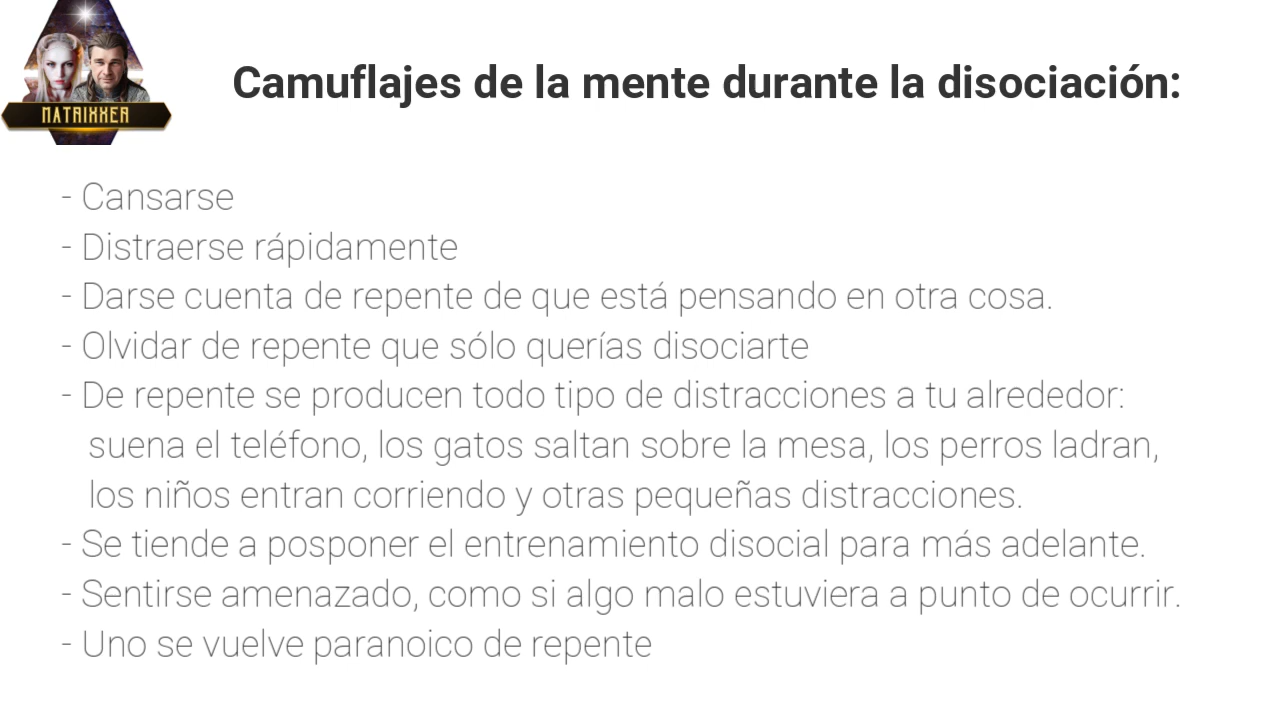 MATRIXXER
Camuflajes de la mente durante la disociación:
- Cansarse
- Distraerse rápidamente
- Darse cuenta de repente de que está pensando en otra cosa.
- Olvidar de repente que sólo querías disociarte
- De repente se producen todo tipo de distracciones a tu alrededor:
suena el teléfono, los gatos saltan sobre la mesa, los perros ladran,
los niños entran corriendo y otras pequeñas distracciones.
- Se tiende a posponer el entrenamiento disocial para más adelante.
- Sentirse amenazado, como si algo malo estuviera a punto de ocurrir.
- Uno se vuelve paranoico de repente